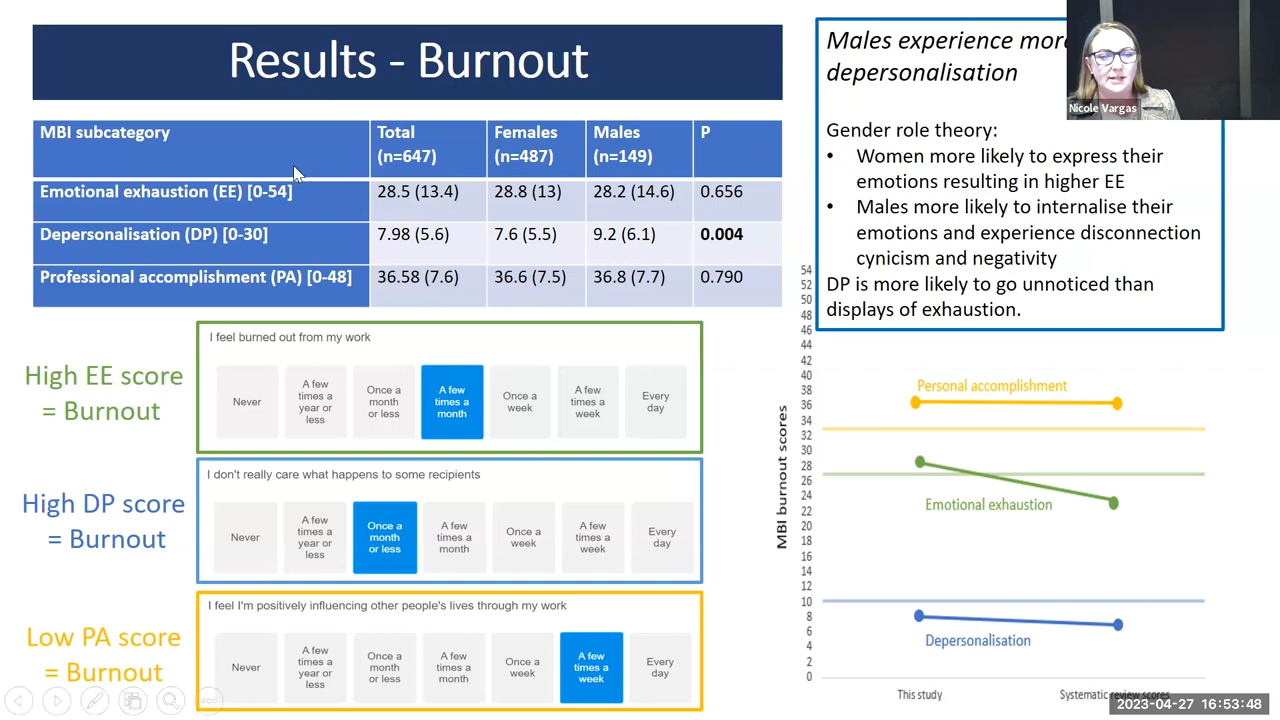 Results - Burnout
MBI subcategory
Total
(n=647)
Females
(n=487)
Males
(n=149)
P
Emotional exhaustion (EE) [0-54]
28.5 (13.4)
28.8 (13)
28.2 (14.6)
0.656
Depersonalisation (DP) [0-30]
7.98 (5.6)
7.6 (5.5)
9.2 (6.1)
0.004
Professional accomplishment (PA) [0-48]
36.58 (7.6)
36.6 (7.5)
36.8 (7.7)
0.790
High EE score
= Burnout
I feel burned out from my work
Never
A few
times a
year or
less
Once a
month
or less
A few
times a
month
Once a
week
A few
times a
week
Every
day
High DP score
= Burnout
I don't really care what happens to some recipients
Never
A few
times a
year or
less
Once a
month
or less
A few
times a
month
Once a
week
A few
times a
week
Every
day
Low PA score
= Burnout
I feel I'm positively influencing other people's lives through my work
Never
A few
times a
year or
less
Once a
month
or less
A few
times a
month
Once a
week
A few
times a
week
Every
day
Males experience more
depersonalisation
Nicole Vargas
Gender role theory:
• Women more likely to express their
emotions resulting in higher EE
• Males more likely to internalise their
emotions and experience disconnection
cynicism and negativity
DP is more likely to go unnoticed than
displays of exhaustion.
MBI burnout scores
54
52
50
48
46
44
42
40
38
36
34
32
30
28
26
24
22
20
18
16
14
12
10
8
6
4
2
0
Personal accomplishment
Emotional exhaustion
Depersonalisation
This study
Systematic review scores
2023-04-27 16:53:48